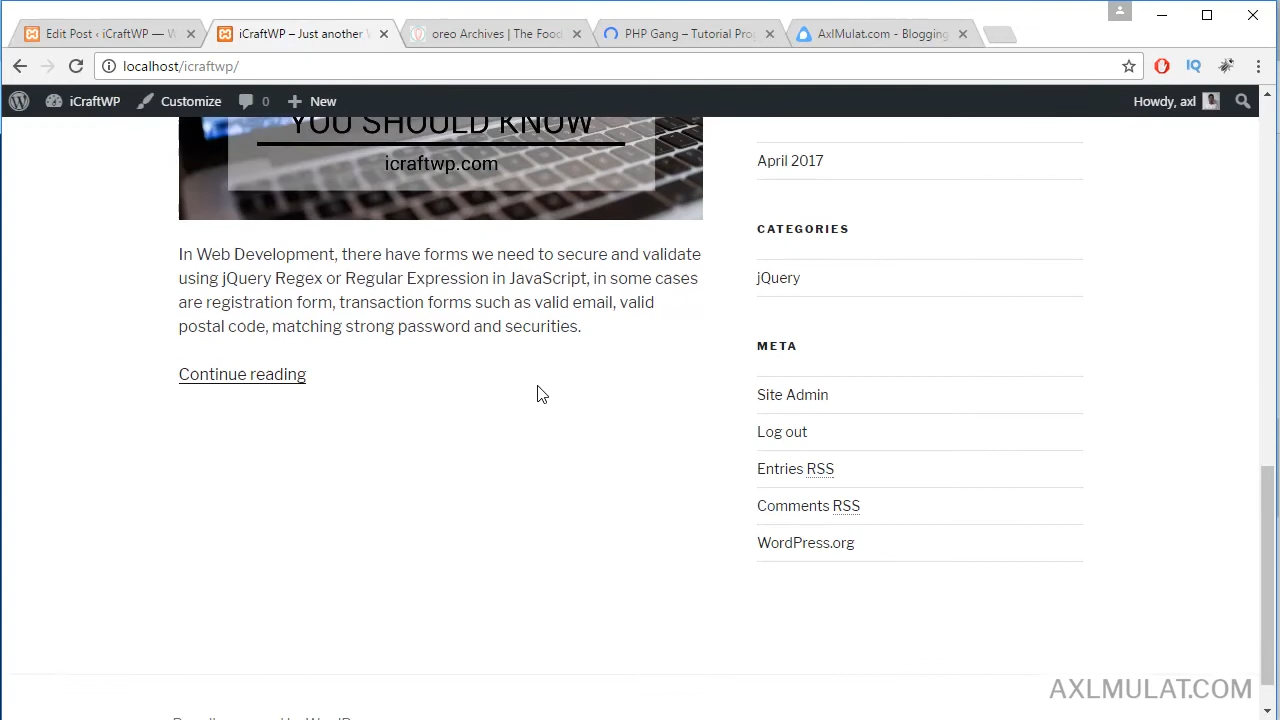 Edit Post ‹ iCraftWP — W
iCraftWP – Just another
oreo Archives | The Food
PHP Gang – Tutorial Pro
AxlMulat.com - Blogging
localhost/icraftwp/
iCraftWP
Customize
0
New
Howdy, axl
YOU SHOULD KNOW
icraftwp.com
In Web Development, there have forms we need to secure and validate
using jQuery Regex or Regular Expression in JavaScript, in some cases
are registration form, transaction forms such as valid email, valid
postal code, matching strong password and securities.
Continue reading
April 2017
CATEGORIES
jQuery
META
Site Admin
Log out
Entries RSS
Comments RSS
WordPress.org
AXLMULAT.COM